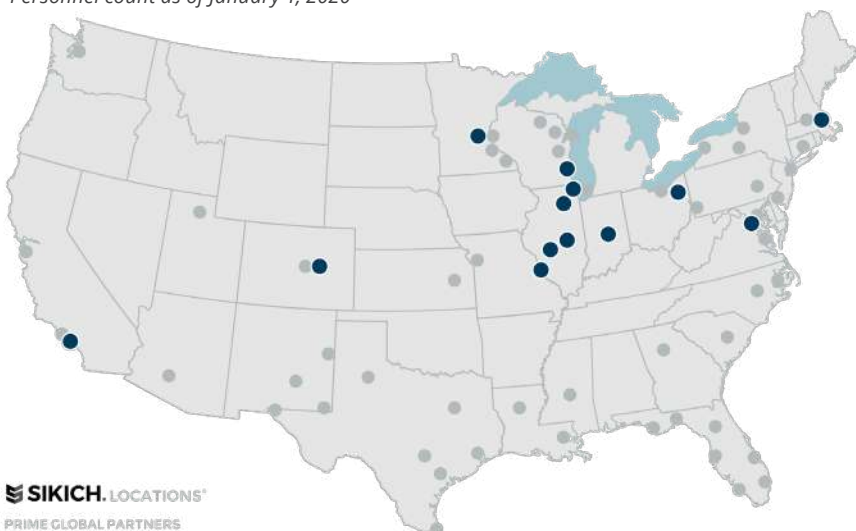 *Personnel count as of January 1, 2020
SIKICH. LOCATIONS*
PRIME GLOBAL PARTNERS